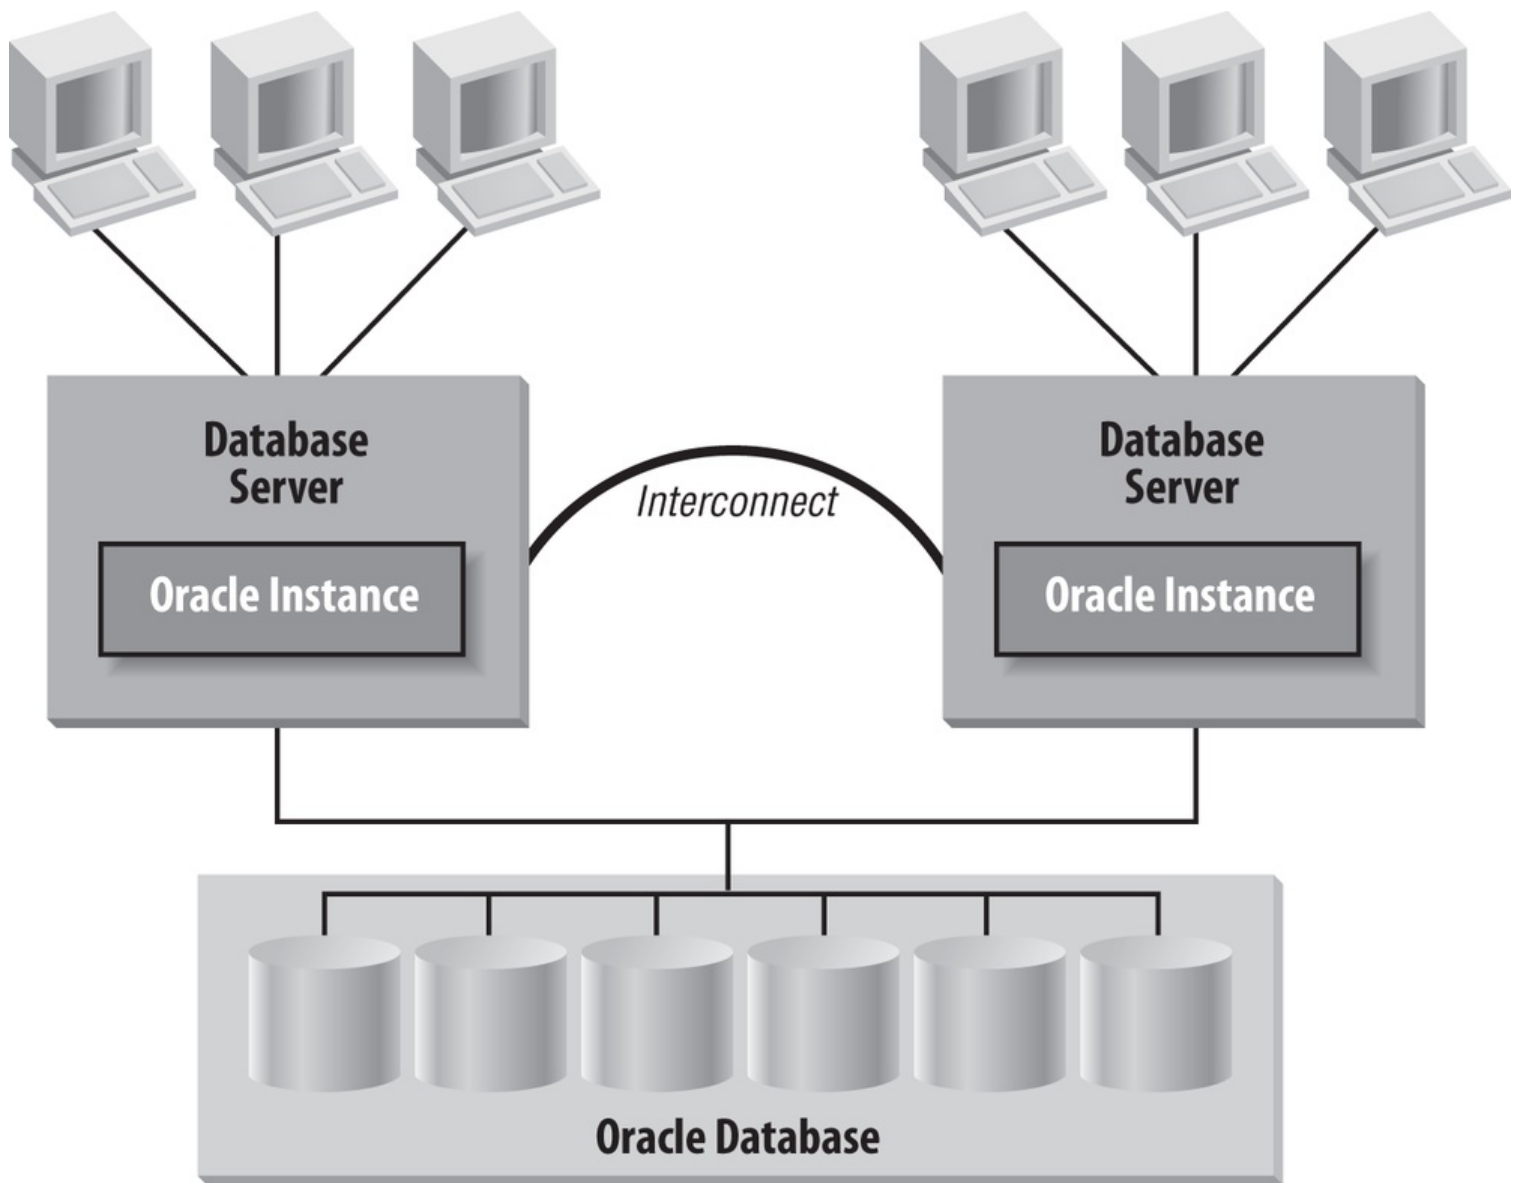 Database
Server
Database
Server
Interconnect
Oracle Instance
Oracle Instance
Oracle Database